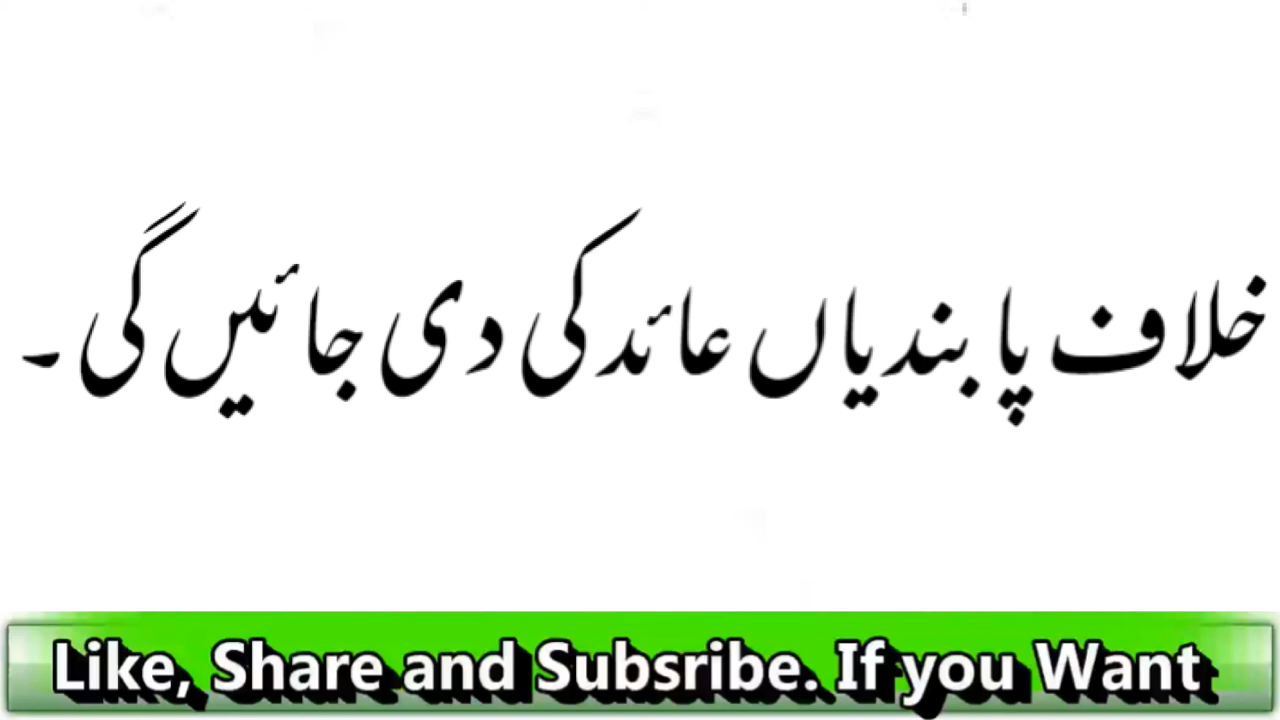 خلاف پابندیاں عائد کی دی جائیں گی ۔
Like, Share and Subsribe. If you Want